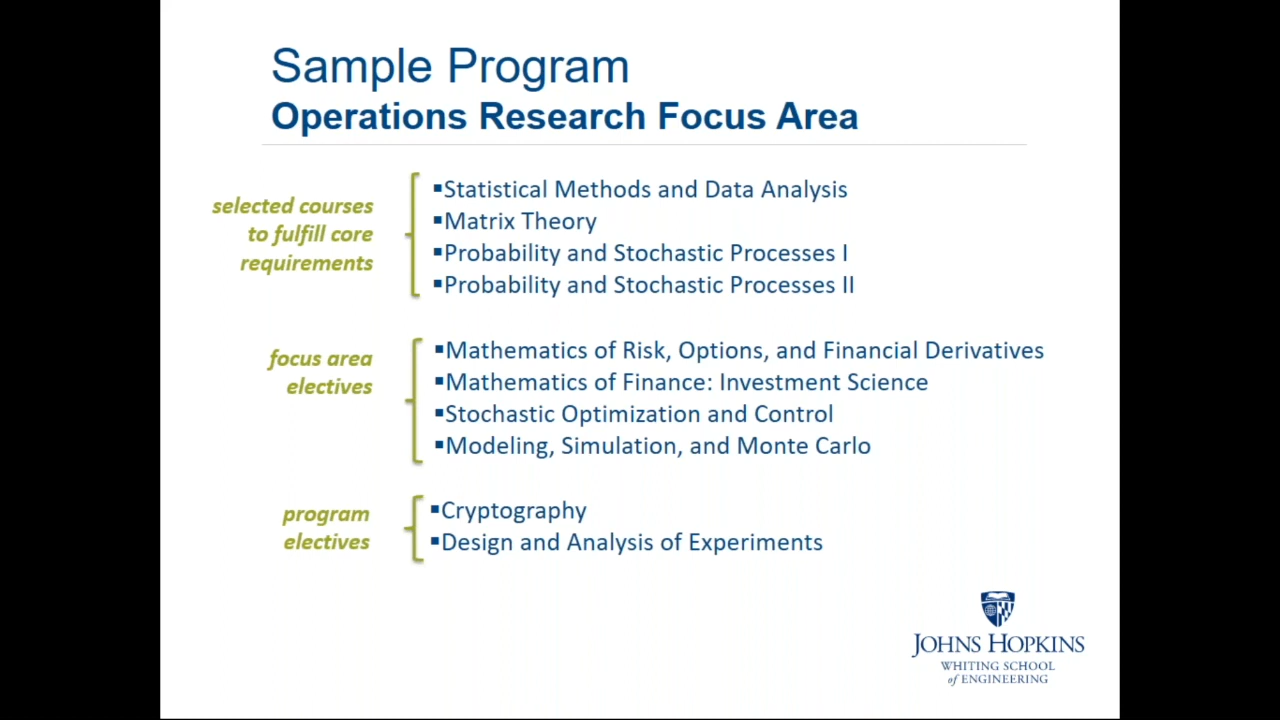 Sample Program
Operations Research Focus Area
selected courses
to fulfill core
requirements
▪Statistical Methods and Data Analysis
▪Matrix Theory
▪Probability and Stochastic Processes I
▪Probability and Stochastic Processes II
focus area
electives
▪Mathematics of Risk, Options, and Financial Derivatives
▪Mathematics of Finance: Investment Science
▪Stochastic Optimization and Control
▪Modeling, Simulation, and Monte Carlo
program
electives
▪Cryptography
▪Design and Analysis of Experiments
JOHNS HOPKINS
WHITING SCHOOL
of ENGINEERING